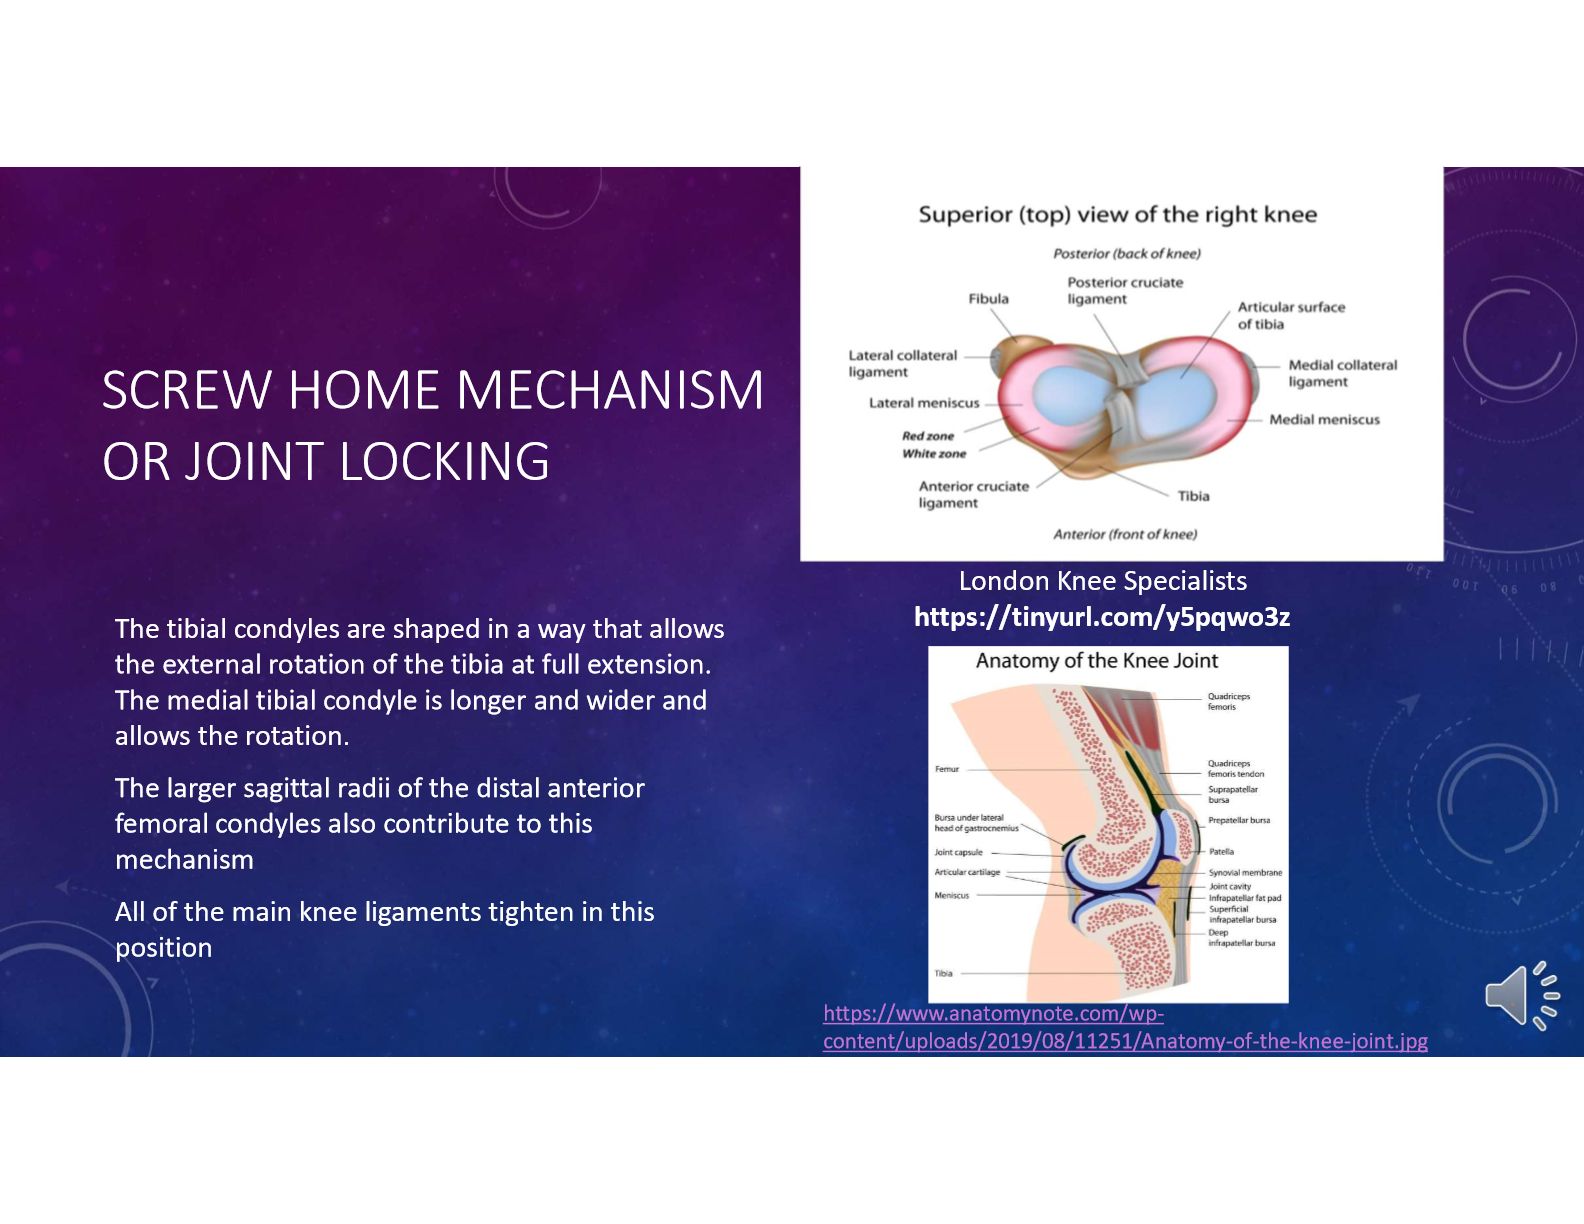 SCREW HOME MECHANISM
OR JOINT LOCKING
The tibial condyles are shaped in a way that allows
the external rotation of the tibia at full extension.
The medial tibial condyle is longer and wider and
allows the rotation.
The larger sagittal radii of the distal anterior
femoral condyles also contribute to this
mechanism
All of the main knee ligaments tighten in this
position
Superior (top) view of the right knee
Posterior (back of knee)
Posterior cruciate
ligament
Fibula
Articular surface
of tibia
Lateral collateral
ligament
Medial collateral
ligament
Lateral meniscus
Medial meniscus
Red zone
White zone
Anterior cruciate
ligament
Tibia
Anterior (front of knee)
London Knee Specialists
https://tinyurl.com/y5pqwo3z
Anatomy of the Knee Joint
Quadriceps
femoris
Femur
Quadriceps
femoris tendon
Suprapatellar
bursa
Bursa under lateral
head of gastrocnemius
Prepatellar bursa
Joint capsule
Patella
Articular cartilage
Synovial membrane
Joint cavity
Meniscus
Infrapatellar fat pad
Superficial
infrapatellar bursa
Deep
infrapatellar bursa
Tibia
https://www.anatomynote.com/wp-
content/uploads/2019/08/11251/Anatomy-of-the-knee-joint.jpg
110
100
90
80